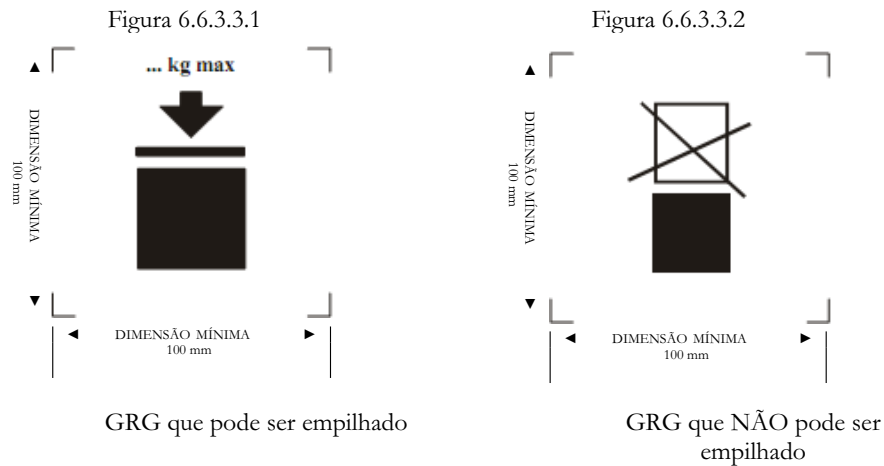 Figura 6.6.3.3.1
... kg max
DIMENSÃO MÍNIMA
100 mm
DIMENSÃO MÍNIMA
100 mm
GRG que pode ser empilhado
Figura 6.6.3.3.2
DIMENSÃO MÍNIMA
100 mm
DIMENSÃO MÍNIMA
100 mm
GRG que NÃO pode ser
empilhado